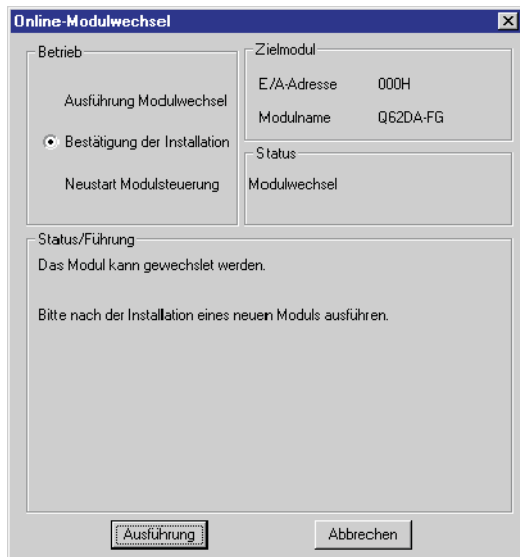 Online-Modulwechsel
Betrieb
Ausführung Modulwechsel
Bestätigung der Installation
Neustart Modulsteuerung
Zielmodul
E/A-Adresse 000H
Modulname Q62DA-FG
Status
Modulwechsel
Status/Führung
Das Modul kann gewechslet werden.
Bitte nach der Installation eines neuen Moduls ausführen.
Ausführung Abbrechen